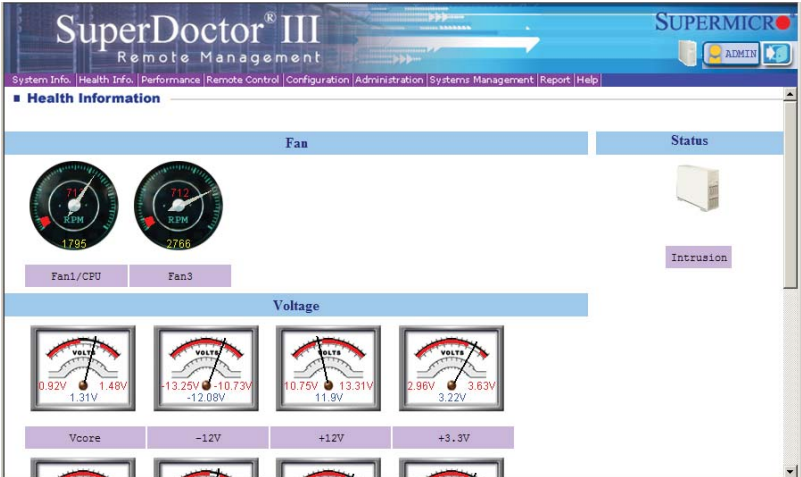 SuperDoctor® III
Remote Management
SUPERMICRO
ADMIN
System Info. | Health Info. | Performance | Remote Control | Configuration | Administration | Systems Management | Report | Help |
Health Information
Fan
Status
RPM
1795
712
RPM
2766
Fan1/CPU
Fan3
Intrusion
Voltage
VOLTS
0.92V 1.48V
1.31V
VOLTS
-13.25V -10.73V
-12.08V
VOLTS
10.75V 13.31V
11.9V
VOLTS
2.96V 3.63V
3.22V
Vcore
-12V
+12V
+3.3V